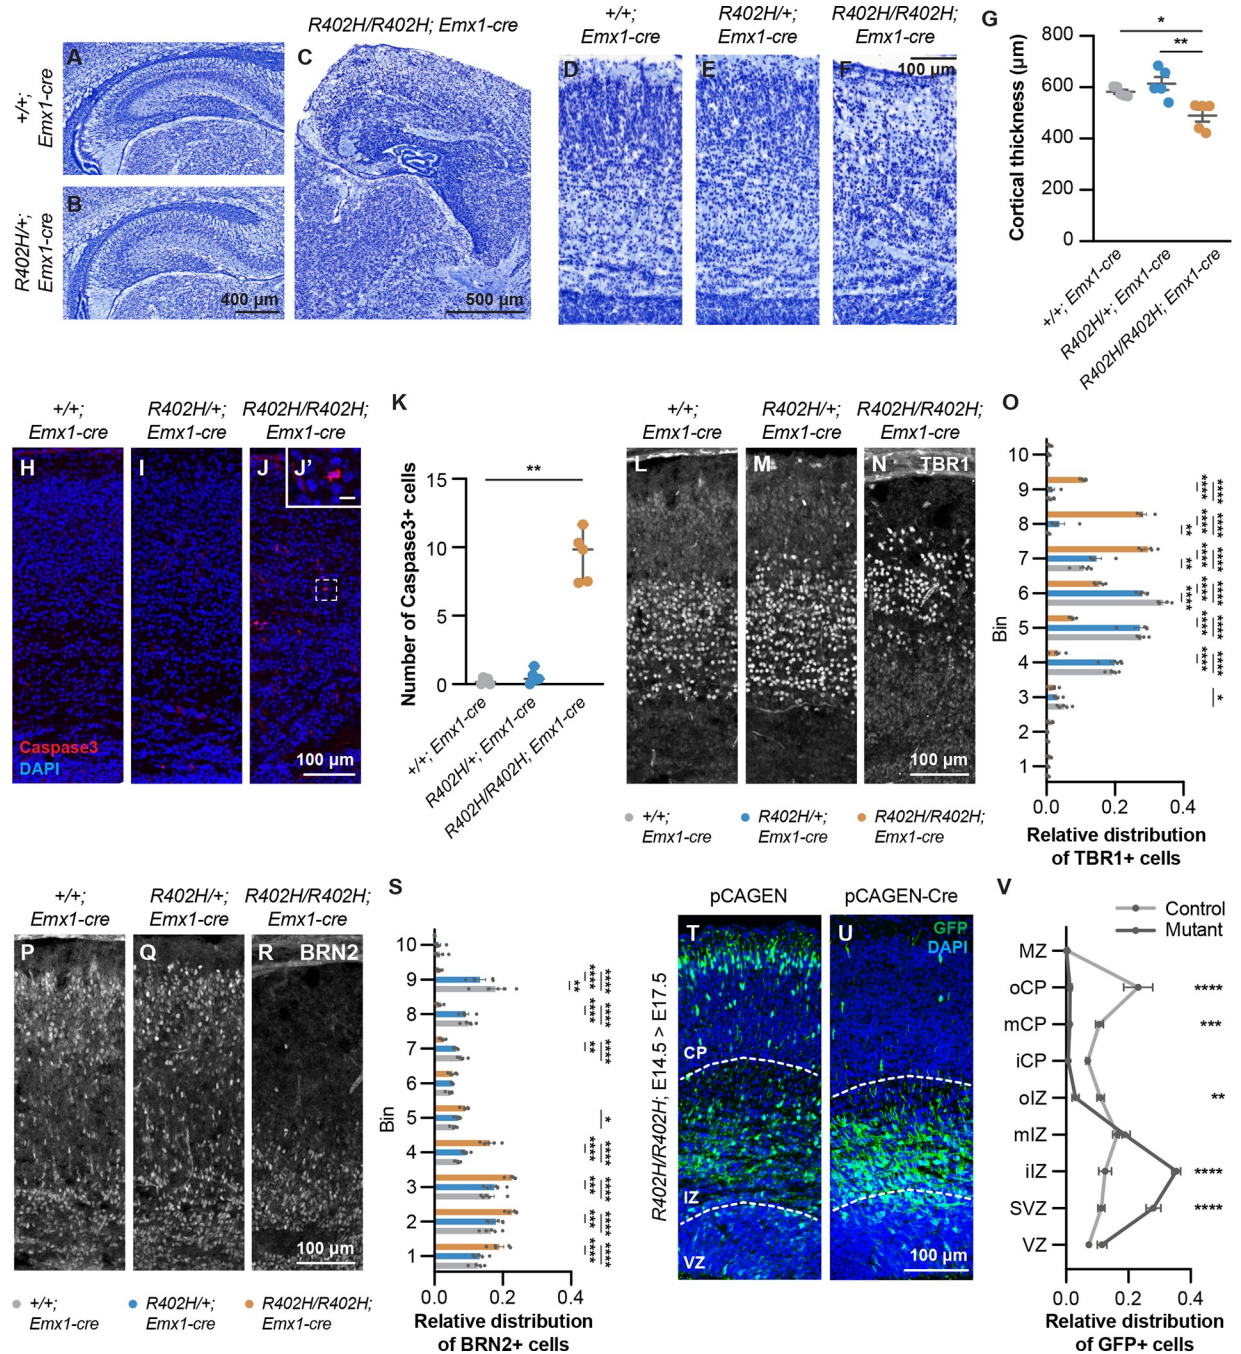 R402H/R402H; Emx1-cre
A
+/+;
Emx1-cre
B
R402H/+;
Emx1-cre
400 µm
C
500 µm
+/+;
Emx1-cre
R402H/+;
Emx1-cre
R402H/R402H;
Emx1-cre
D
E
F
100 µm
G
*
**
Cortical thickness (µm)
800
600
400
200
0
+/+; Emx1-cre
R402H/+; Emx1-cre
R402H/R402H; Emx1-cre
+/+;
Emx1-cre
R402H/+;
Emx1-cre
R402H/R402H;
Emx1-cre
H
I
J
J’
Caspase3
DAPI
100 µm
K
**
Number of Caspase3+ cells
15
10
5
0
+/+; Emx1-cre
R402H/+; Emx1-cre
R402H/R402H; Emx1-cre
+/+;
Emx1-cre
R402H/+;
Emx1-cre
R402H/R402H;
Emx1-cre
L
M
N
TBR1
100 µm
+/+;
Emx1-cre
R402H/+;
Emx1-cre
R402H/R402H;
Emx1-cre
O
Bin
10
9
**** ****
8
** **** ****
7
** **** ****
6
**** **** ****
5
**** ****
4
**** ****
3
*
2
1
0.0 0.2 0.4
Relative distribution
of TBR1+ cells
+/+;
Emx1-cre
R402H/+;
Emx1-cre
R402H/R402H;
Emx1-cre
P
Q
R
BRN2
100 µm
+/+;
Emx1-cre
R402H/+;
Emx1-cre
R402H/R402H;
Emx1-cre
S
Bin
10
9
** **** ****
8
**** ****
7
** ****
6
5
*
4
**** ****
3
*** ****
2
*** ****
1
**** ****
0.0 0.2 0.4
Relative distribution
of BRN2+ cells
pCAGEN
pCAGEN-Cre
R402H/R402H; E14.5 > E17.5
T
U
GFP
DAPI
CP
IZ
VZ
100 µm
V
Control
Mutant
MZ
oCP
****
mCP
***
iCP
oIZ
**
mIZ
iIZ
****
SVZ
****
VZ
0.0 0.2 0.4
Relative distribution
of GFP+ cells